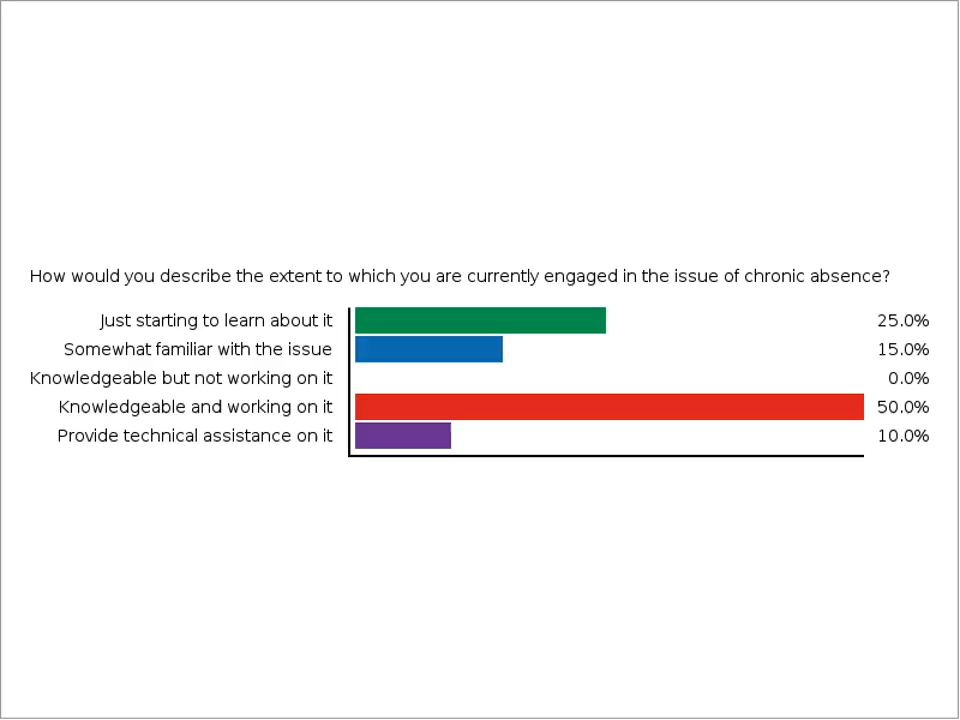 How would you describe the extent to which you are currently engaged in the issue of chronic absence?
Just starting to learn about it 25.0%
Somewhat familiar with the issue 15.0%
Knowledgeable but not working on it 0.0%
Knowledgeable and working on it 50.0%
Provide technical assistance on it 10.0%